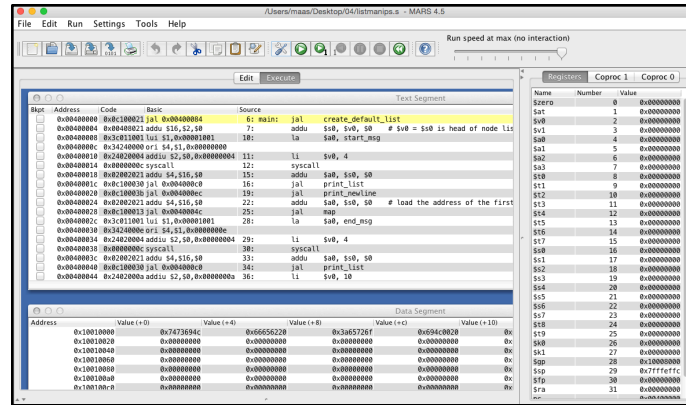 /Users/maas/Desktop/04/listmanips.s - MARS 4.5
File Edit Run Settings Tools Help
Run speed at max (no interaction)
Edit Execute
Text Segment
Bkpt Address Code Basic Source
0x00400000 0x0c100021 jal 0x00400084 6: main: jal create_default_list
0x00400004 0x00408021 addu $16,$2,$0 7: addu $s0, $v0, $0 # $v0 = $s0 is head of node lis
0x00400008 0x3c011001 lui $1,0x00001001 10: la $a0, start_msg
0x0040000c 0x34240000 ori $4,$1,0x00000000
0x00400010 0x24020004 addiu $2,$0,0x00000004 11: li $v0, 4
0x00400014 0x0000000c syscall 12: syscall
0x00400018 0x02002021 addu $4,$16,$0 15: addu $a0, $s0, $0
0x0040001c 0x0c100030 jal 0x004000c0 16: jal print_list
0x00400020 0x0c10003b jal 0x004000ec 19: jal print_newline
0x00400024 0x02002021 addu $4,$16,$0 22: addu $a0, $s0, $0 # load the address of the first
0x00400028 0x0c100013 jal 0x0040004c 25: jal map
0x0040002c 0x3c011001 lui $1,0x00001001 28: la $a0, end_msg
0x00400030 0x3424000e ori $4,$1,0x0000000e
0x00400034 0x24020004 addiu $2,$0,0x00000004 29: li $v0, 4
0x00400038 0x0000000c syscall 30: syscall
0x0040003c 0x02002021 addu $4,$16,$0 33: addu $a0, $s0, $0
0x00400040 0x0c100030 jal 0x004000c0 34: jal print_list
0x00400044 0x2402000a addiu $2,$0,0x0000000a 36: li $v0, 10
Data Segment
Address Value (+0) Value (+4) Value (+8) Value (+c) Value (+10)
0x10010000 0x7473694c 0x66656220 0x3a65726f 0x694c0020 0x
0x10010020 0x00000000 0x00000000 0x00000000 0x00000000 0x
0x10010040 0x00000000 0x00000000 0x00000000 0x00000000 0x
0x10010060 0x00000000 0x00000000 0x00000000 0x00000000 0x
0x10010080 0x00000000 0x00000000 0x00000000 0x00000000 0x
0x100100a0 0x00000000 0x00000000 0x00000000 0x00000000 0x
0x100100c0 0x00000000 0x00000000 0x00000000 0x00000000 0x
Registers Coproc 1 Coproc 0
Name Number Value
$zero 0 0x00000000
$at 1 0x00000000
$v0 2 0x00000000
$v1 3 0x00000000
$a0 4 0x00000000
$a1 5 0x00000000
$a2 6 0x00000000
$a3 7 0x00000000
$t0 8 0x00000000
$t1 9 0x00000000
$t2 10 0x00000000
$t3 11 0x00000000
$t4 12 0x00000000
$t5 13 0x00000000
$t6 14 0x00000000
$t7 15 0x00000000
$s0 16 0x00000000
$s1 17 0x00000000
$s2 18 0x00000000
$s3 19 0x00000000
$s4 20 0x00000000
$s5 21 0x00000000
$s6 22 0x00000000
$s7 23 0x00000000
$t8 24 0x00000000
$t9 25 0x00000000
$k0 26 0x00000000
$k1 27 0x00000000
$gp 28 0x10008000
$sp 29 0x7fffeffc
$fp 30 0x00000000
$ra 31 0x00000000
pc 0x00400000